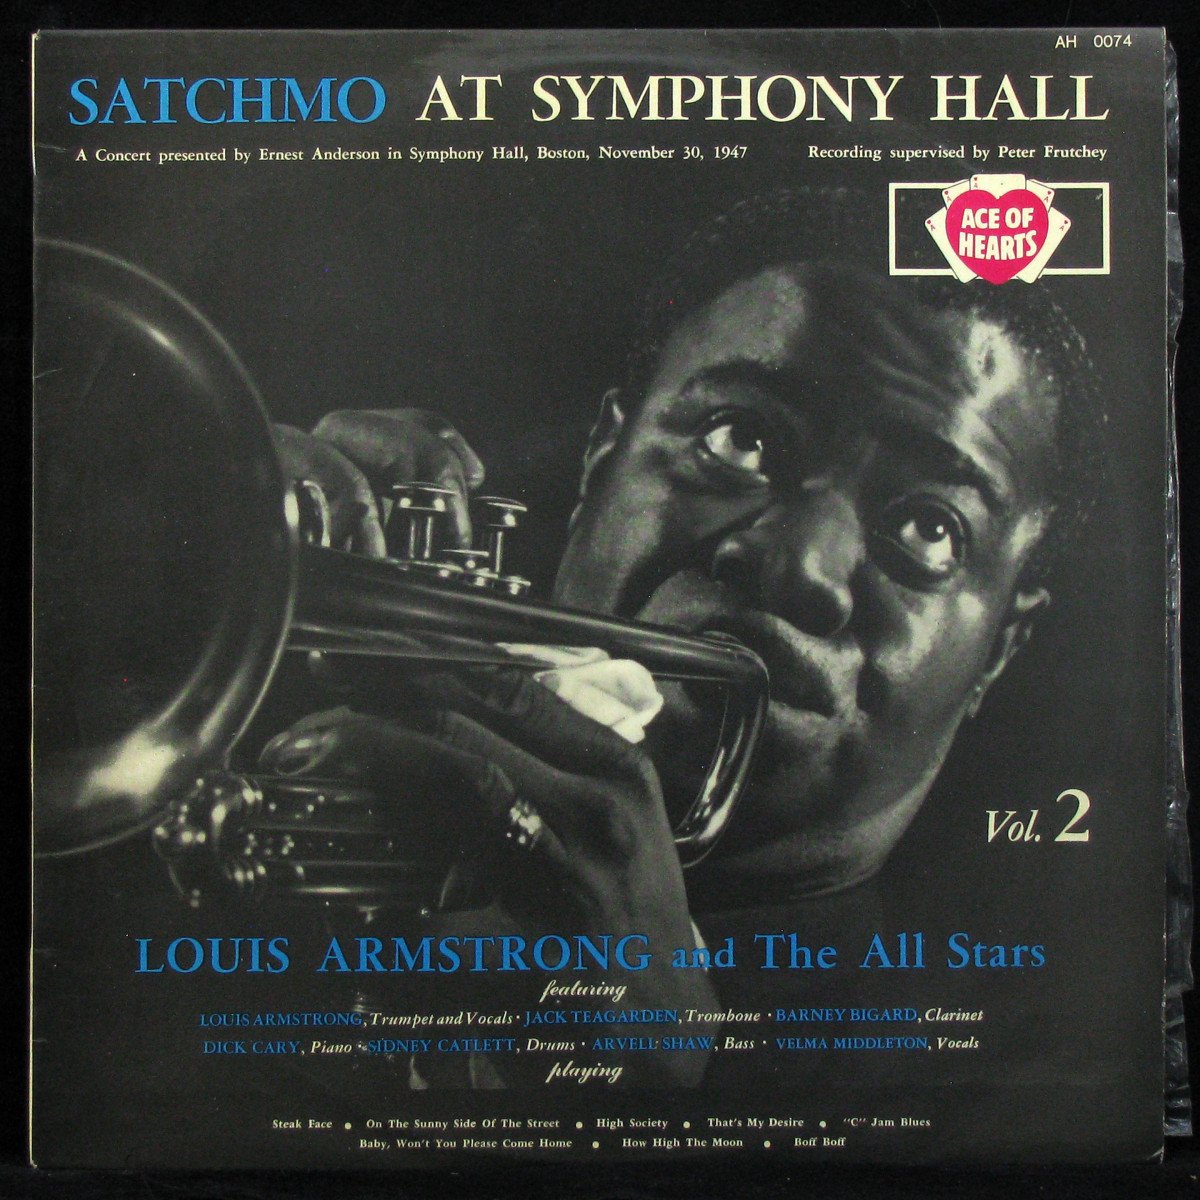 AH 0074
SATCHMO AT SYMPHONY HALL
A Concert presented by Ernest Anderson in Symphony Hall, Boston, November 30, 1947 Recording supervised by Peter Frutchey
ACE OF
HEARTS
Vol. 2
LOUIS ARMSTRONG and The All Stars
featuring
LOUIS ARMSTRONG, Trumpet and Vocals · JACK TEAGARDEN, Trombone · BARNEY BIGARD, Clarinet
DICK CARY, Piano · SIDNEY CATLETT, Drums · ARVELL SHAW, Bass · VELMA MIDDLETON, Vocals
playing
Steak Face • On The Sunny Side Of The Street • High Society • That's My Desire • "C" Jam Blues
Baby, Won't You Please Come Home • How High The Moon • Boff Boff